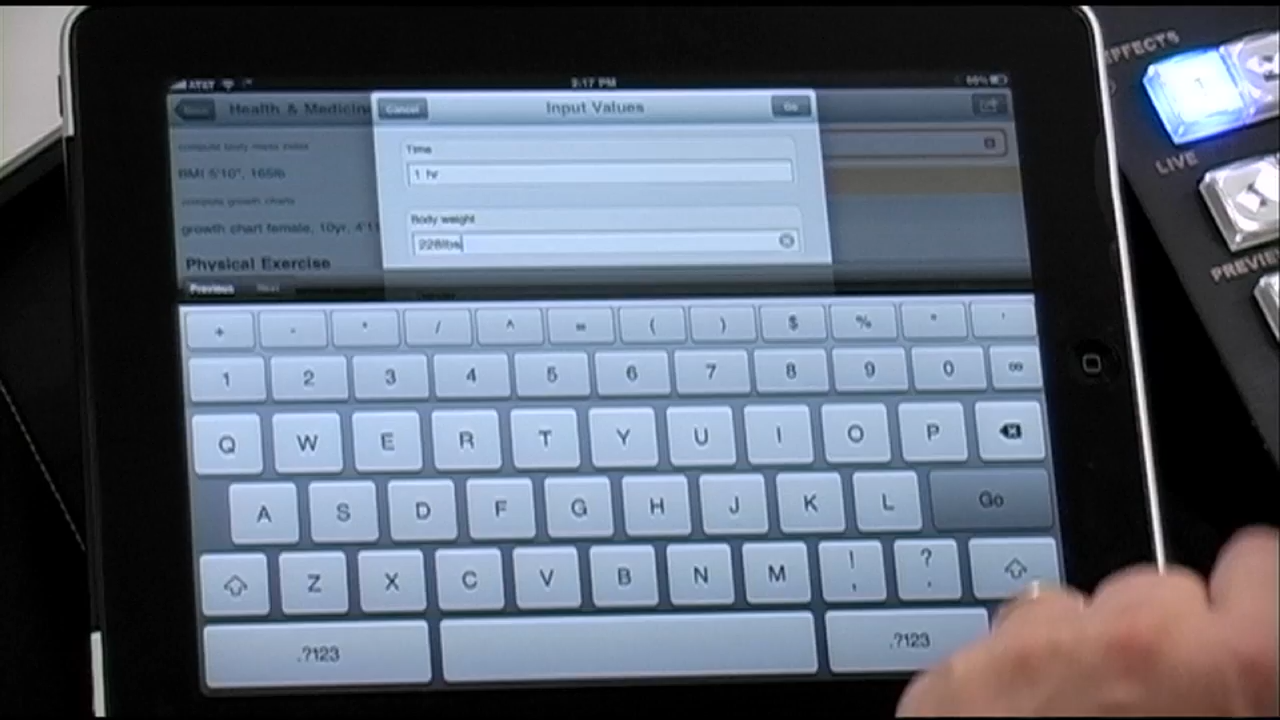 EFFECTS
AT&T 3:17 PM
Health & Medicine Cancel Input Values Go
compute body mass index
Time
BMI 5'10", 165lb
1 hr
LIVE
compute growth charts
Body weight
growth chart female, 10yr, 4'11
228lbs
Physical Exercise
PREVIEW
Previous Next
+ - * / ^ = ( ) $ % ° '
1 2 3 4 5 6 7 8 9 0
Q W E R T Y U I O P
A S D F G H J K L Go
Z X C V B N M ! , ? .
.?123 .?123